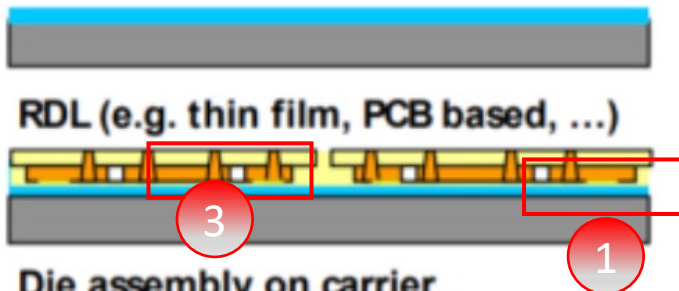 RDL (e.g. thin film, PCB based, ...)
3
1
Die assembly on carrier